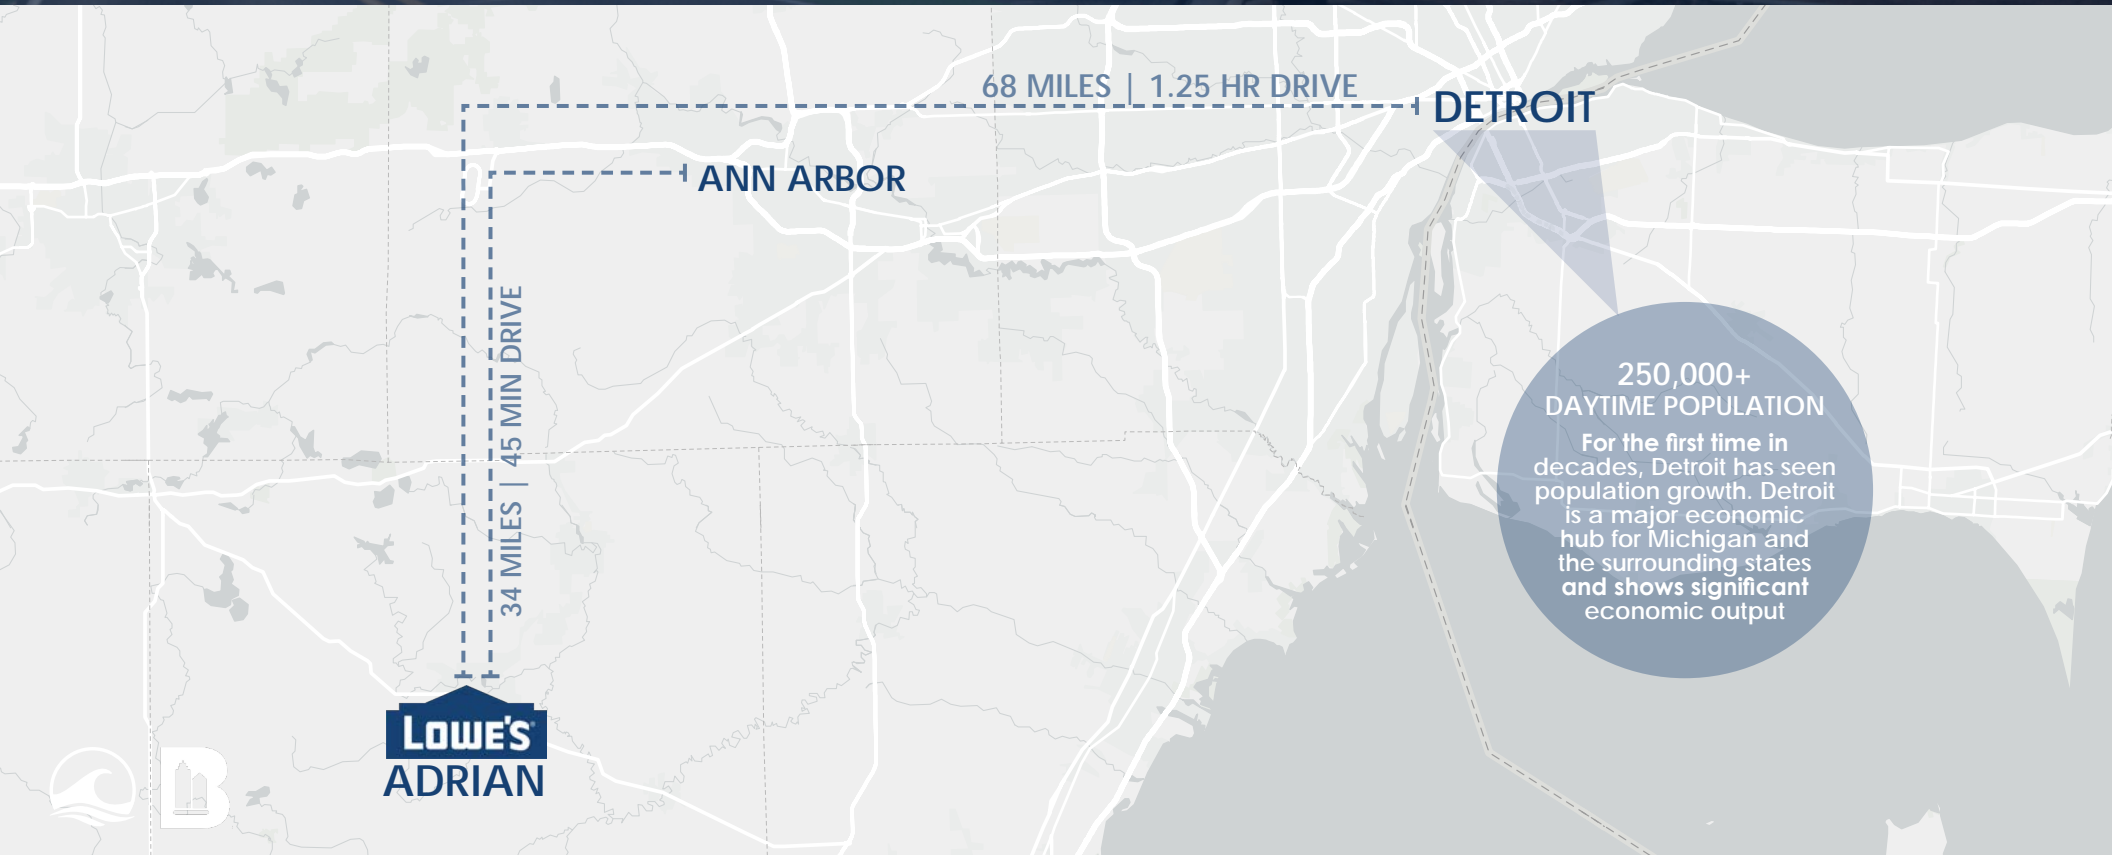 68 MILES | 1.25 HR DRIVE
DETROIT
ANN ARBOR
34 MILES | 45 MIN DRIVE
250,000+
DAYTIME POPULATION
For the first time in
decades, Detroit has seen
population growth. Detroit
is a major economic
hub for Michigan and
the surrounding states
and shows significant
economic output
LOWE'S
ADRIAN
B